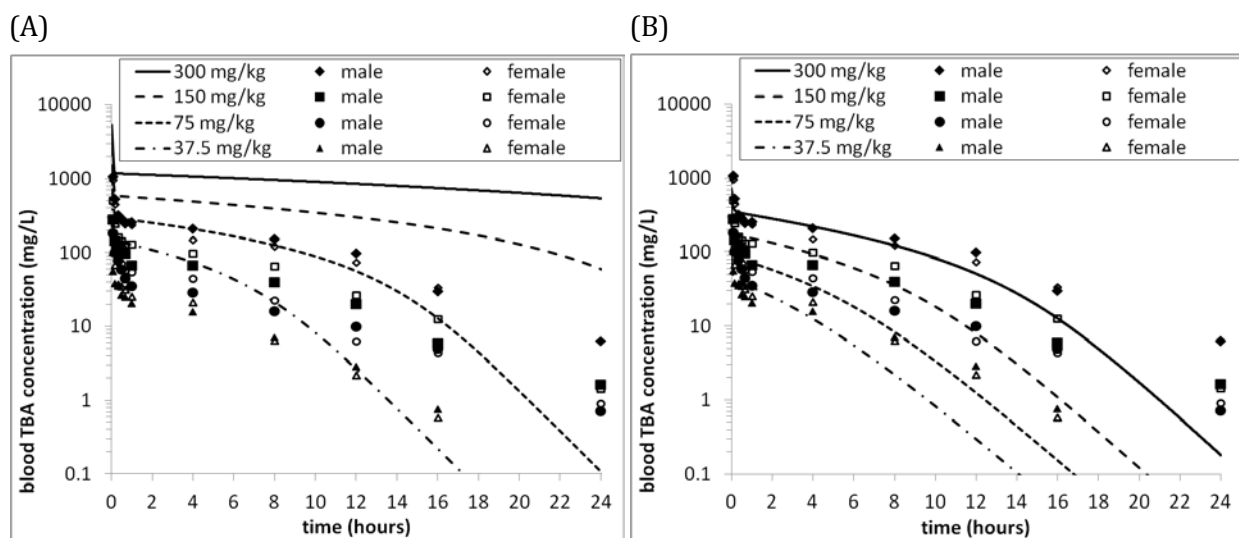 (A)
(B)
300 mg/kg male female
150 mg/kg male female
75 mg/kg male female
37.5 mg/kg male female
10000
1000
100
10
1
0.1
0 2 4 6 8 10 12 14 16 18 20 22 24
time (hours)
blood TBA concentration (mg/L)
300 mg/kg male female
150 mg/kg male female
75 mg/kg male female
37.5 mg/kg male female
10000
1000
100
10
1
0.1
0 2 4 6 8 10 12 14 16 18 20 22 24
time (hours)
blood TBA concentration (mg/L)